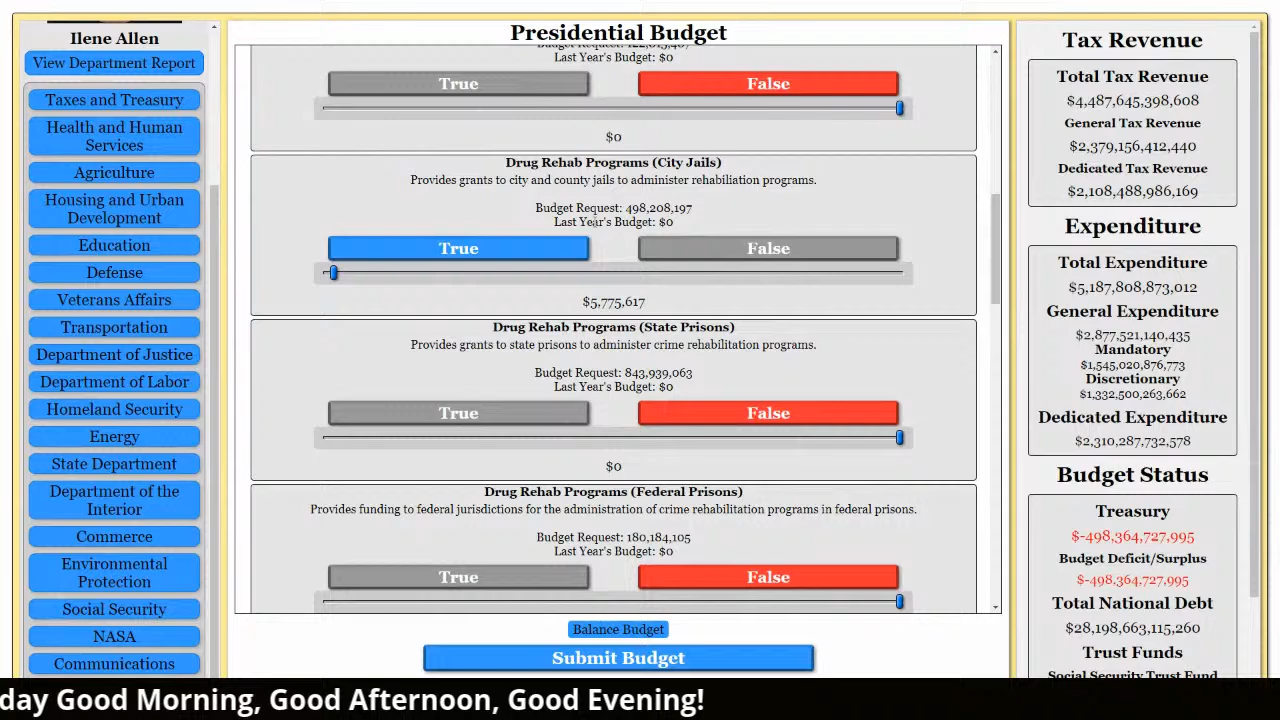 Ilene Allen
View Department Report
Taxes and Treasury
Health and Human
Services
Agriculture
Housing and Urban
Development
Education
Defense
Veterans Affairs
Transportation
Department of Justice
Department of Labor
Homeland Security
Energy
State Department
Department of the
Interior
Commerce
Environmental
Protection
Social Security
NASA
Communications
Presidential Budget
Last Year's Budget: $0
True False
$0
Drug Rehab Programs (City Jails)
Provides grants to city and county jails to administer rehabiliation programs.
Budget Request: 498,208,197
Last Year's Budget: $0
True False
$5,775,617
Drug Rehab Programs (State Prisons)
Provides grants to state prisons to administer crime rehabilitation programs.
Budget Request: 843,939,063
Last Year's Budget: $0
True False
$0
Drug Rehab Programs (Federal Prisons)
Provides funding to federal jurisdictions for the administration of crime rehabilitation programs in federal prisons.
Budget Request: 180,184,105
Last Year's Budget: $0
True False
Balance Budget
Submit Budget
Tax Revenue
Total Tax Revenue
$4,487,645,398,608
General Tax Revenue
$2,379,156,412,440
Dedicated Tax Revenue
$2,108,488,986,169
Expenditure
Total Expenditure
$5,187,808,873,012
General Expenditure
$2,877,521,140,435
Mandatory
$1,545,020,876,773
Discretionary
$1,332,500,263,662
Dedicated Expenditure
$2,310,287,732,578
Budget Status
Treasury
$-498,364,727,995
Budget Deficit/Surplus
$-498,364,727,995
Total National Debt
$28,198,663,115,260
Trust Funds
Social Security Trust Fund
day Good Morning, Good Afternoon, Good Evening!